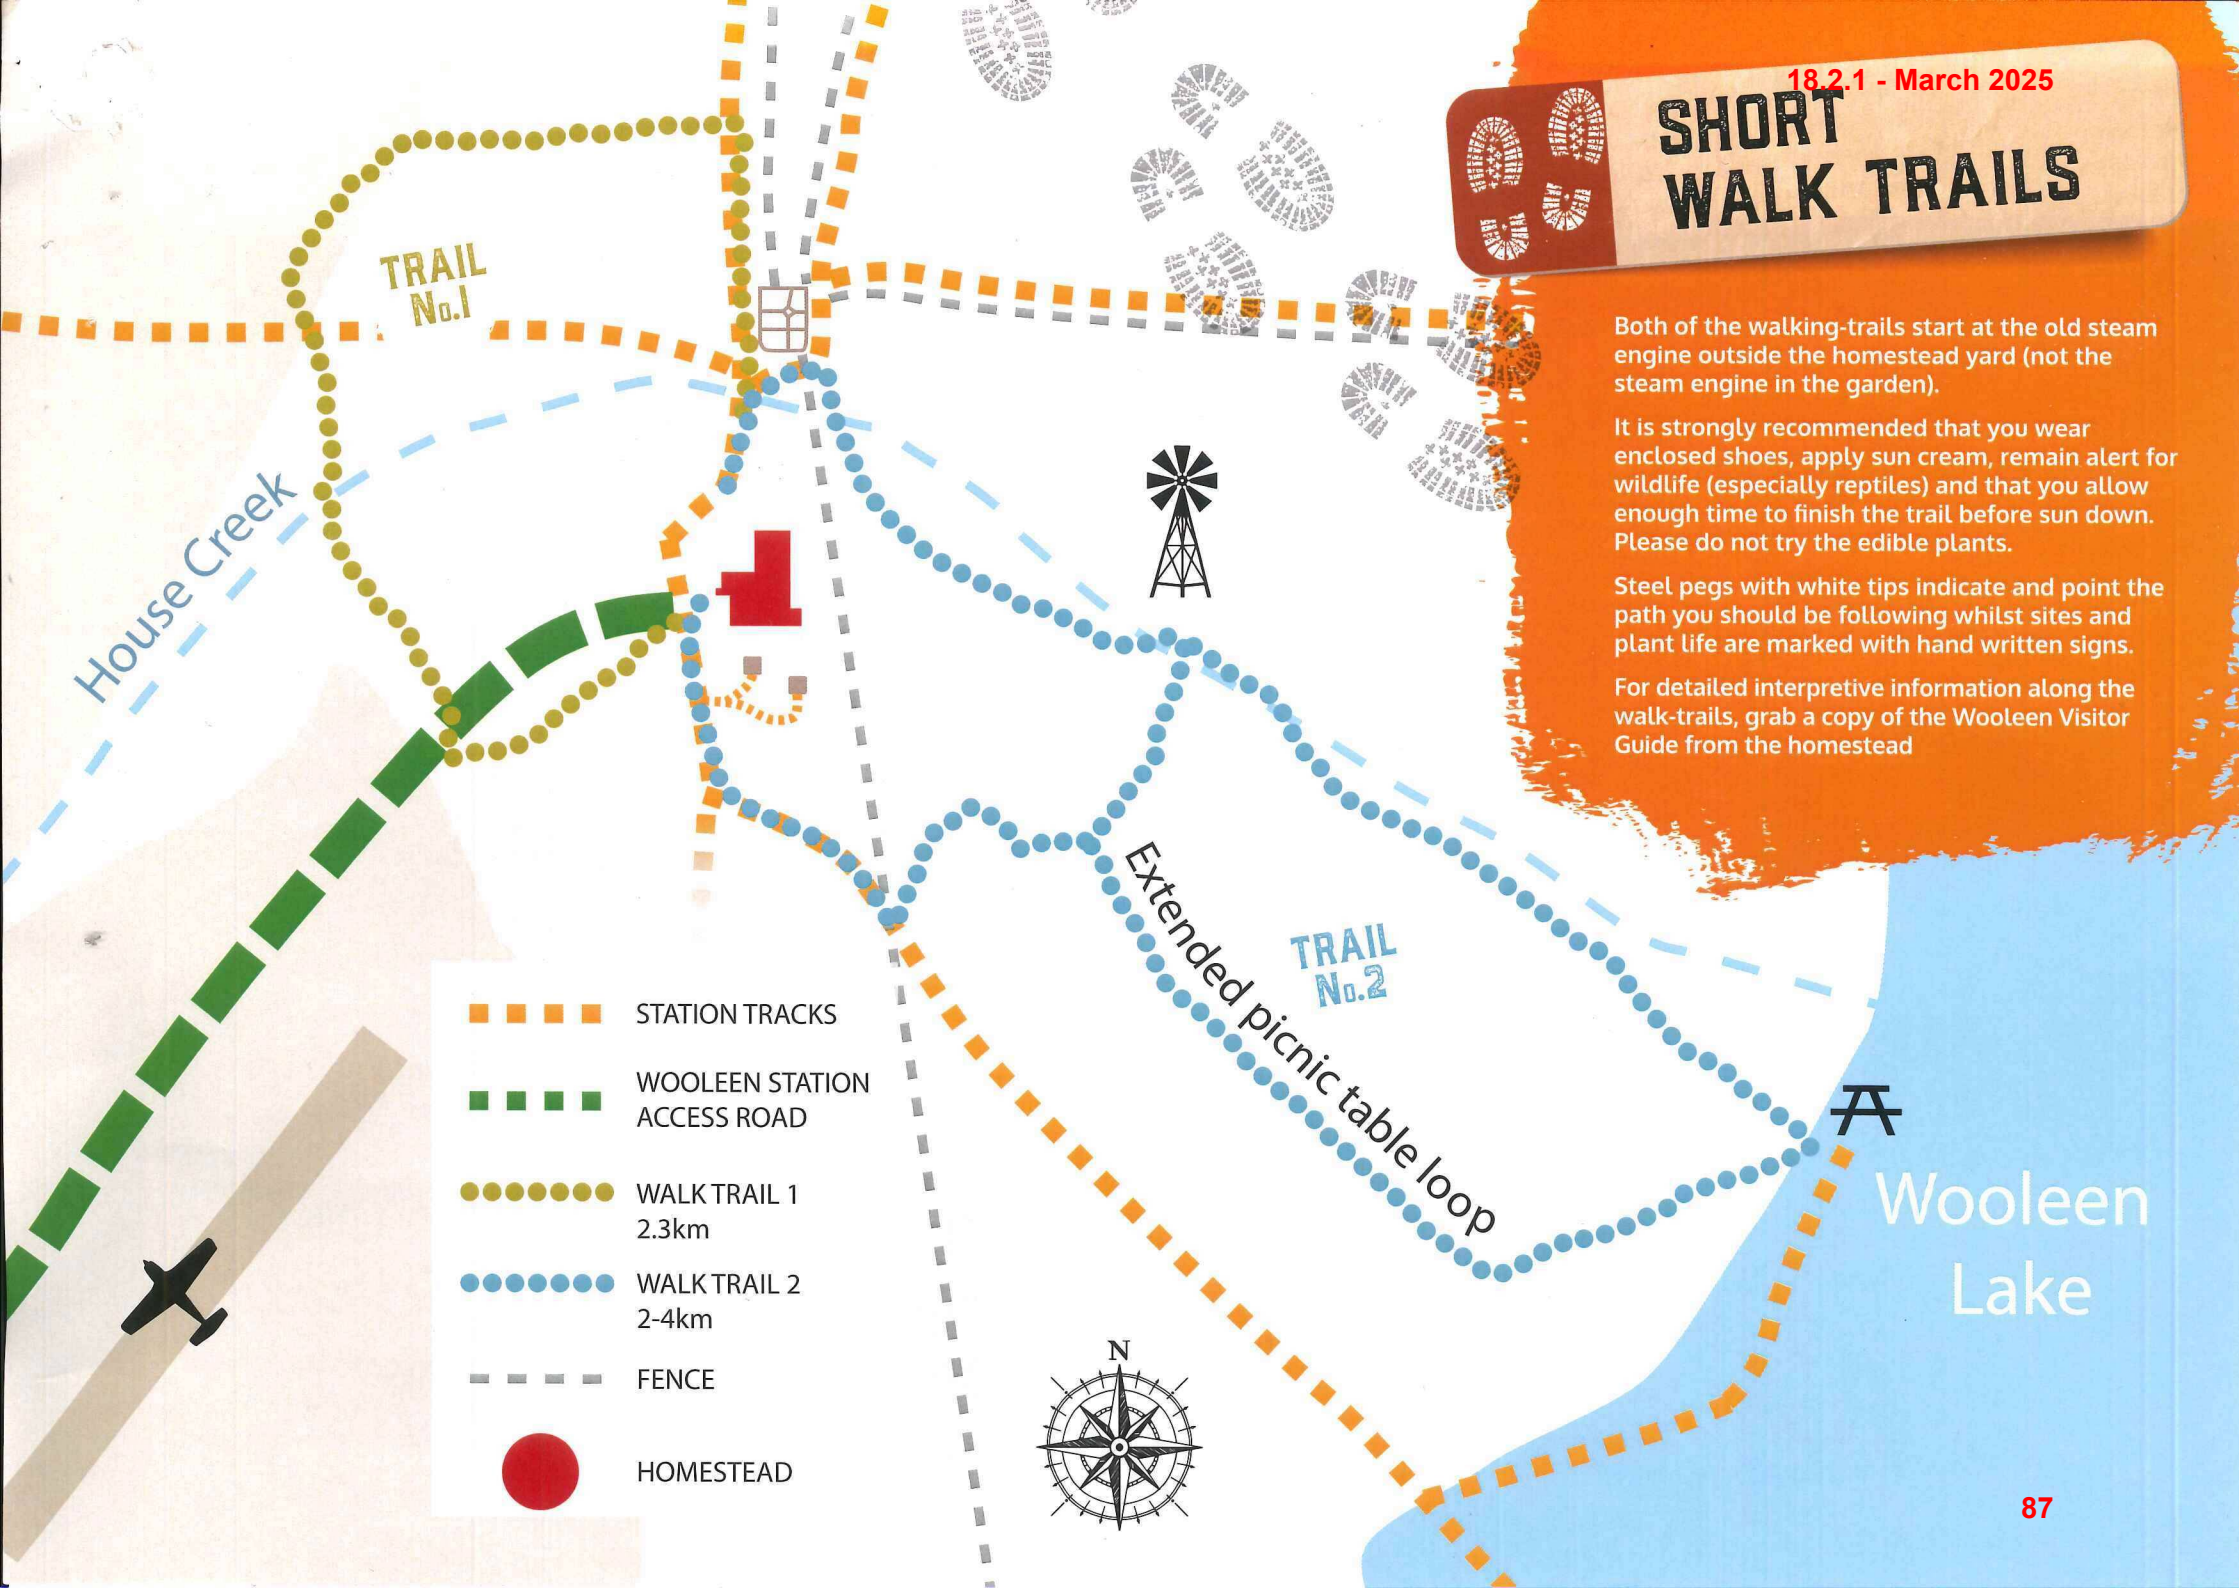 18.2.1 - March 2025
SHORT
WALK TRAILS
Both of the walking-trails start at the old steam
engine outside the homestead yard (not the
steam engine in the garden).
It is strongly recommended that you wear
enclosed shoes, apply sun cream, remain alert for
wildlife (especially reptiles) and that you allow
enough time to finish the trail before sun down.
Please do not try the edible plants.
Steel pegs with white tips indicate and point the
path you should be following whilst sites and
plant life are marked with hand written signs.
For detailed interpretive information along the
walk-trails, grab a copy of the Wooleen Visitor
Guide from the homestead
TRAIL
No.1
House Creek
Extended picnic table loop
TRAIL
No.2
Wooleen
Lake
STATION TRACKS
WOOLEEN STATION
ACCESS ROAD
WALK TRAIL 1
2.3km
WALK TRAIL 2
2-4km
FENCE
HOMESTEAD
N
87